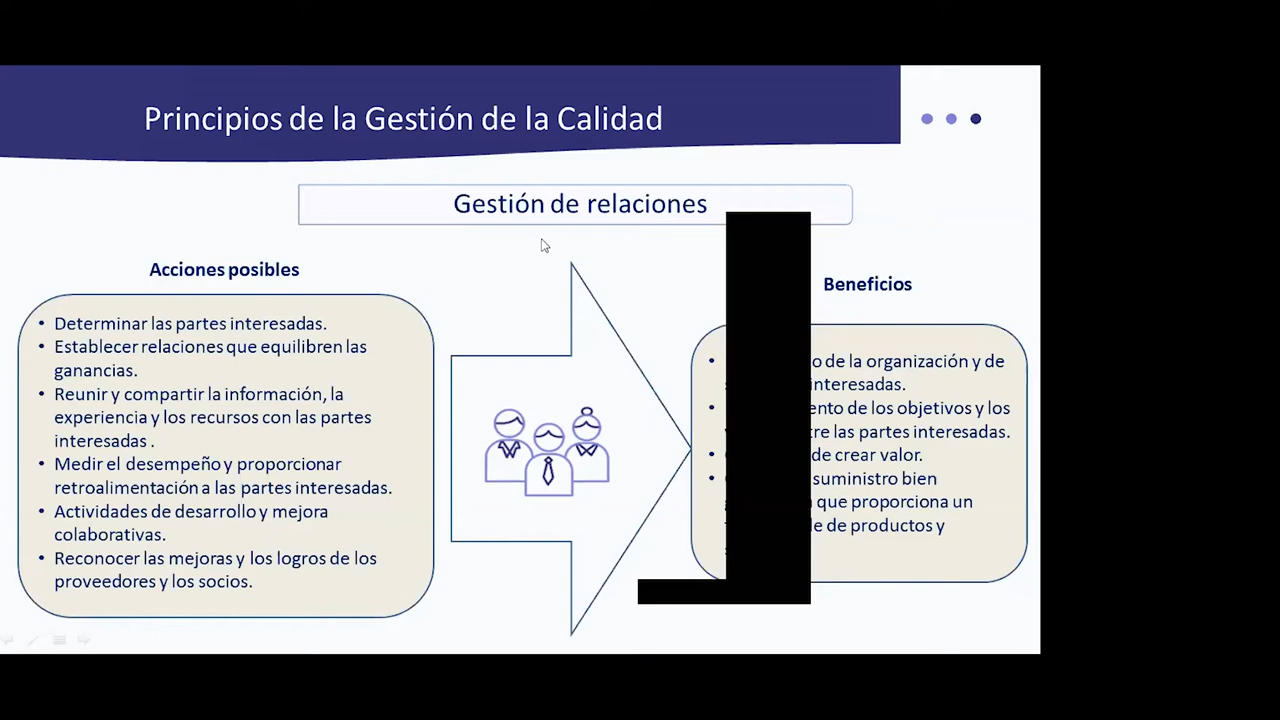 Principios de la Gestión de la Calidad
Gestión de relaciones
Acciones posibles
• Determinar las partes interesadas.
• Establecer relaciones que equilibren las
ganancias.
• Reunir y compartir la información, la
experiencia y los recursos con las partes
interesadas .
• Medir el desempeño y proporcionar
retroalimentación a las partes interesadas.
• Actividades de desarrollo y mejora
colaborativas.
• Reconocer las mejoras y los logros de los
proveedores y los socios.
Beneficios
• de la organización y de
interesadas.
• de los objetivos y los
las partes interesadas.
• de crear valor.
• suministro bien
que proporciona un
de productos y